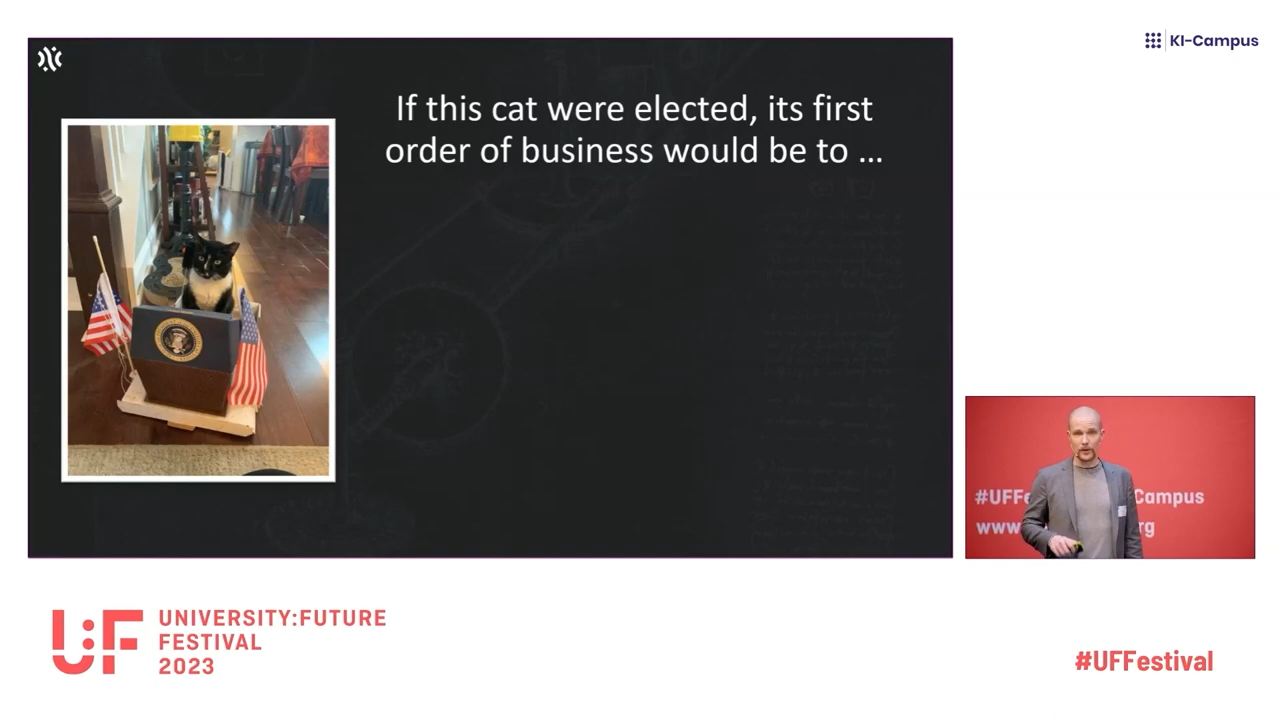 KI-Campus
If this cat were elected, its first
order of business would be to ...
#UFFe
Campus
www
rg
U:F
UNIVERSITY:FUTURE
FESTIVAL
2023
#UFFestival